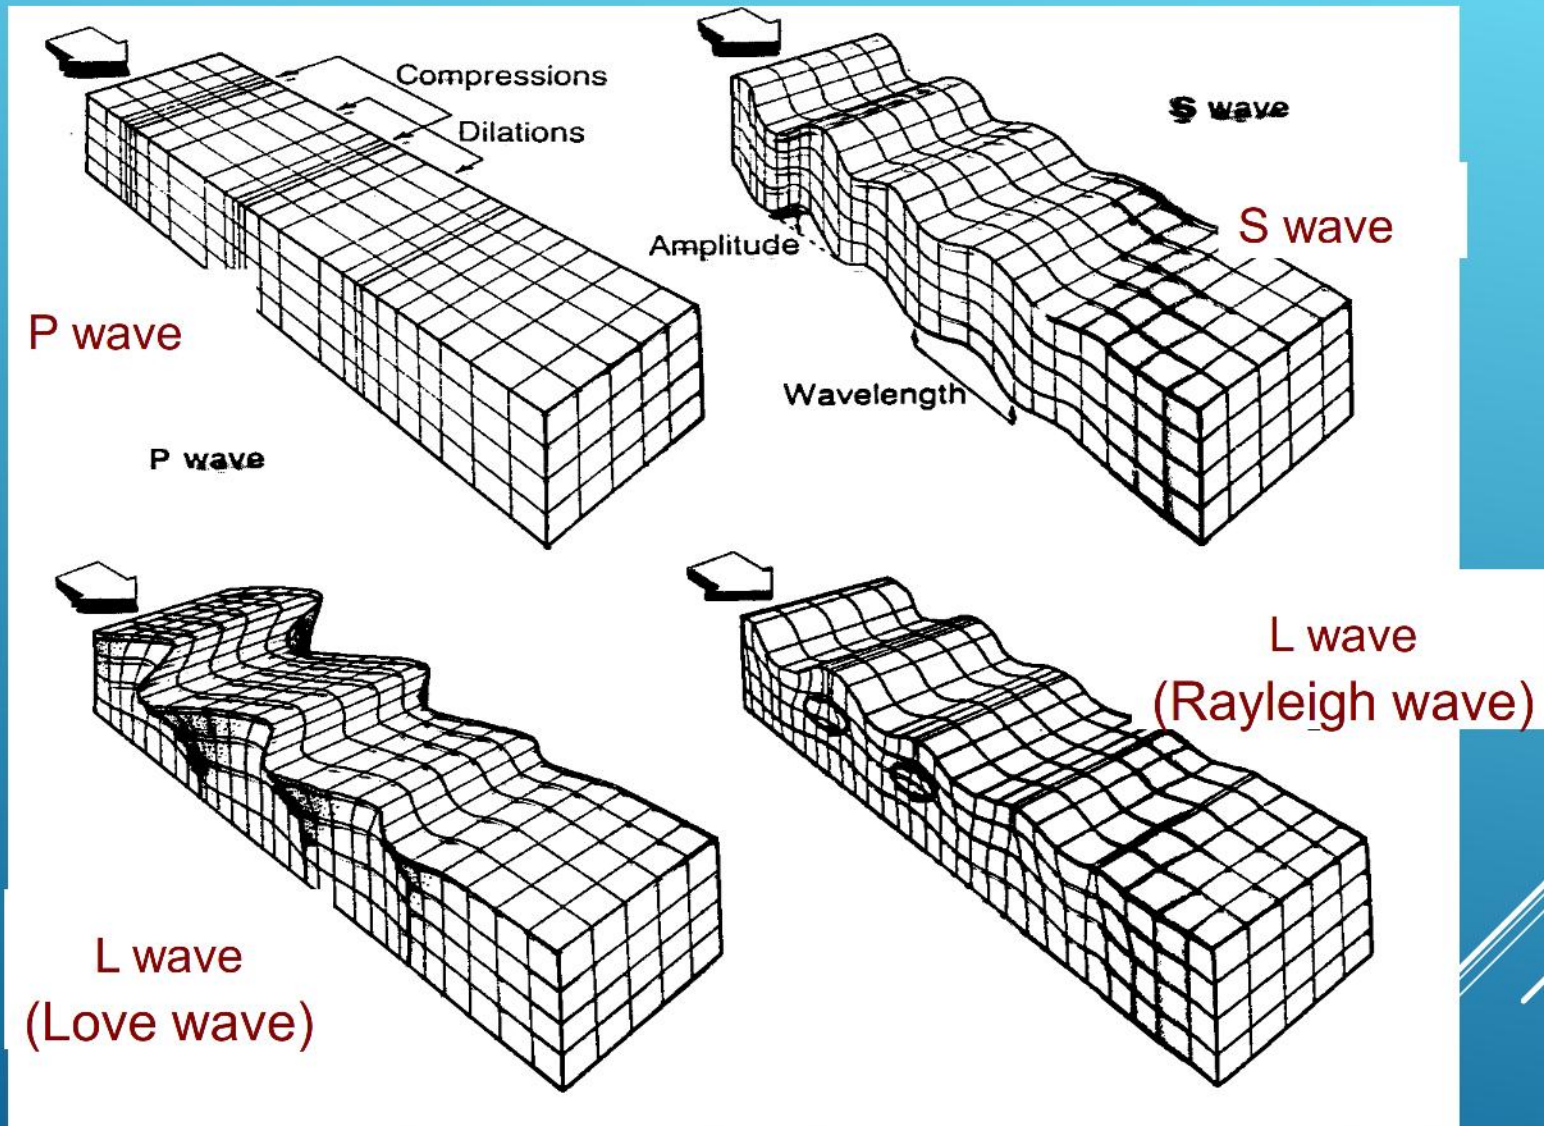 Compressions
Dilations
P wave
P wave
S wave
S wave
Amplitude
Wavelength
L wave
(Love wave)
L wave
(Rayleigh wave)